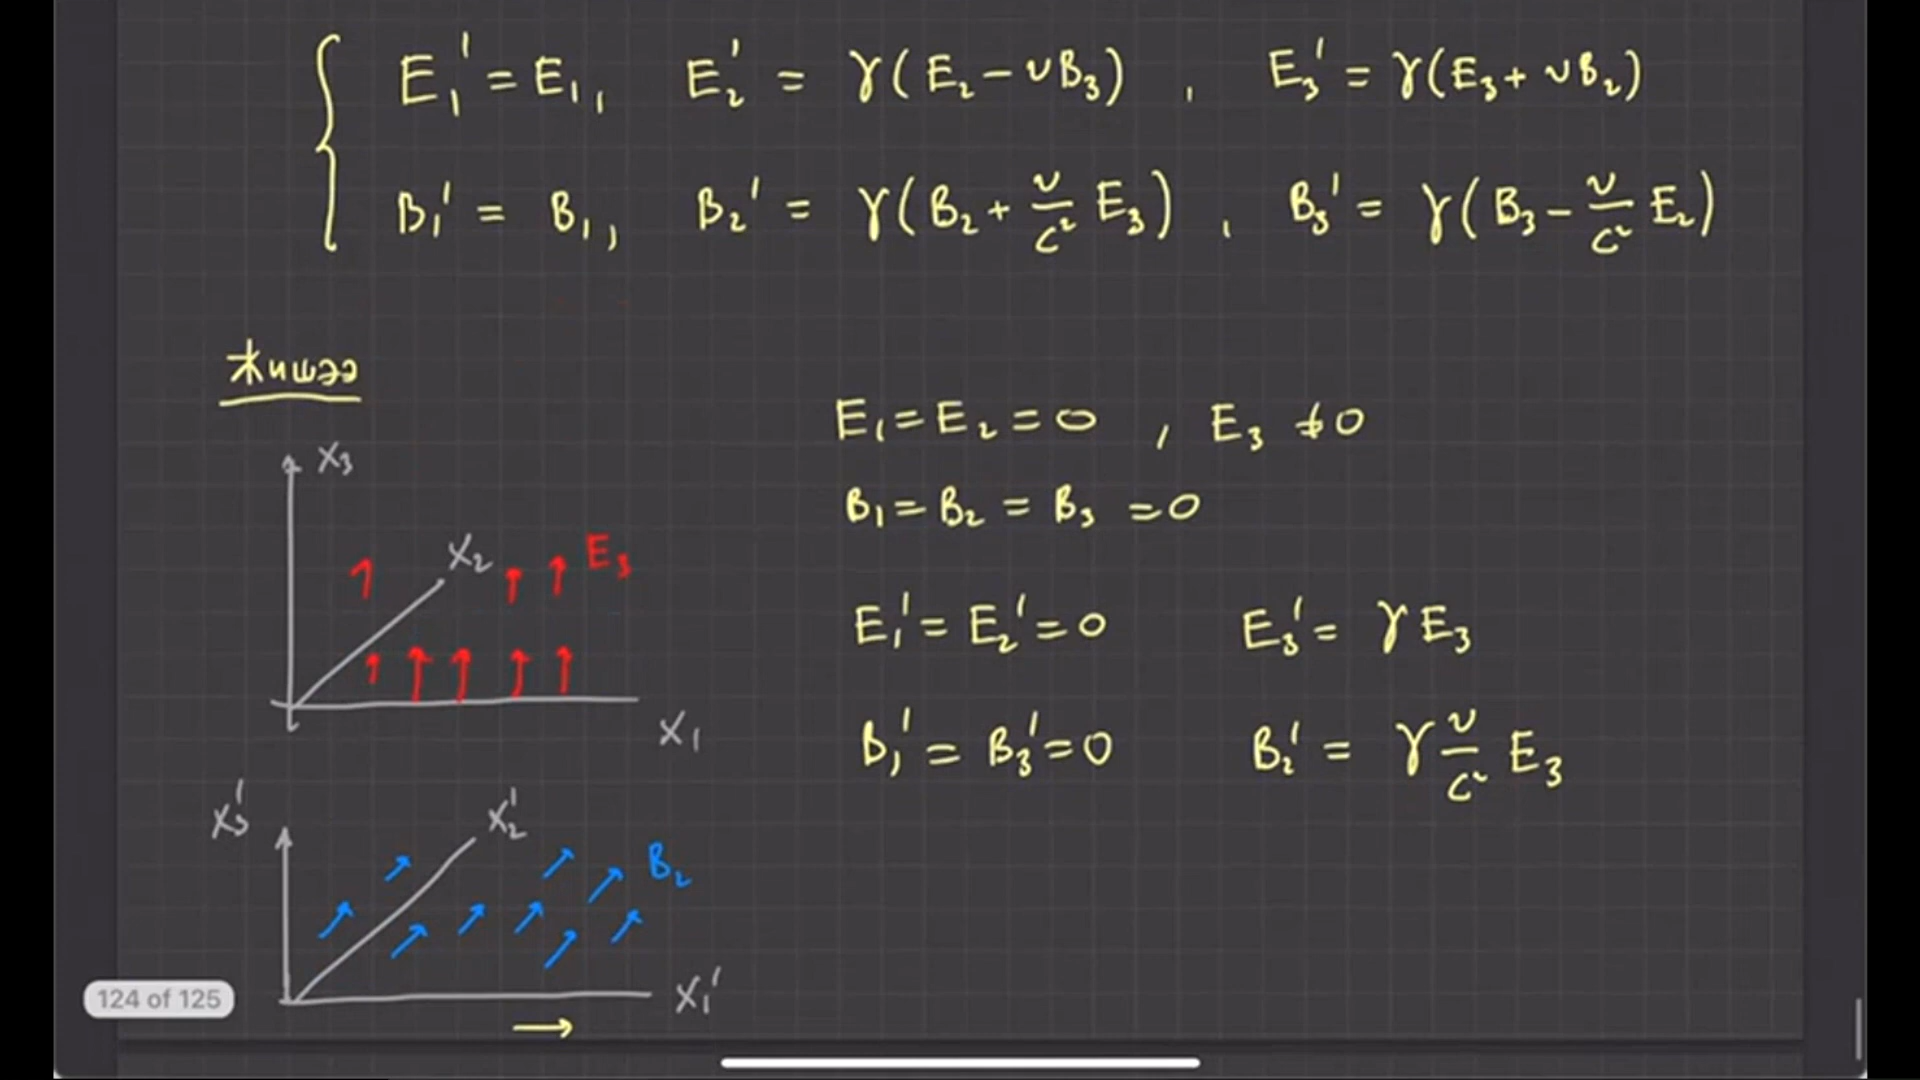 E₁' = E₁, E₂' = γ(E₂ - νB₃), E₃' = γ(E₃ + νB₂)
B₁' = B₁, B₂' = γ(B₂ + ν/c² E₃), B₃' = γ(B₃ - ν/c² E₂)
Жишээ
E₁ = E₂ = 0, E₃ ≠ 0
B₁ = B₂ = B₃ = 0
E₁' = E₂' = 0 E₃' = γE₃
B₁' = B₃' = 0 B₂' = γ ν/c² E₃
X₃
X₂
E₃
X₁
X₃'
X₂'
B₂
X₁'
124 of 125